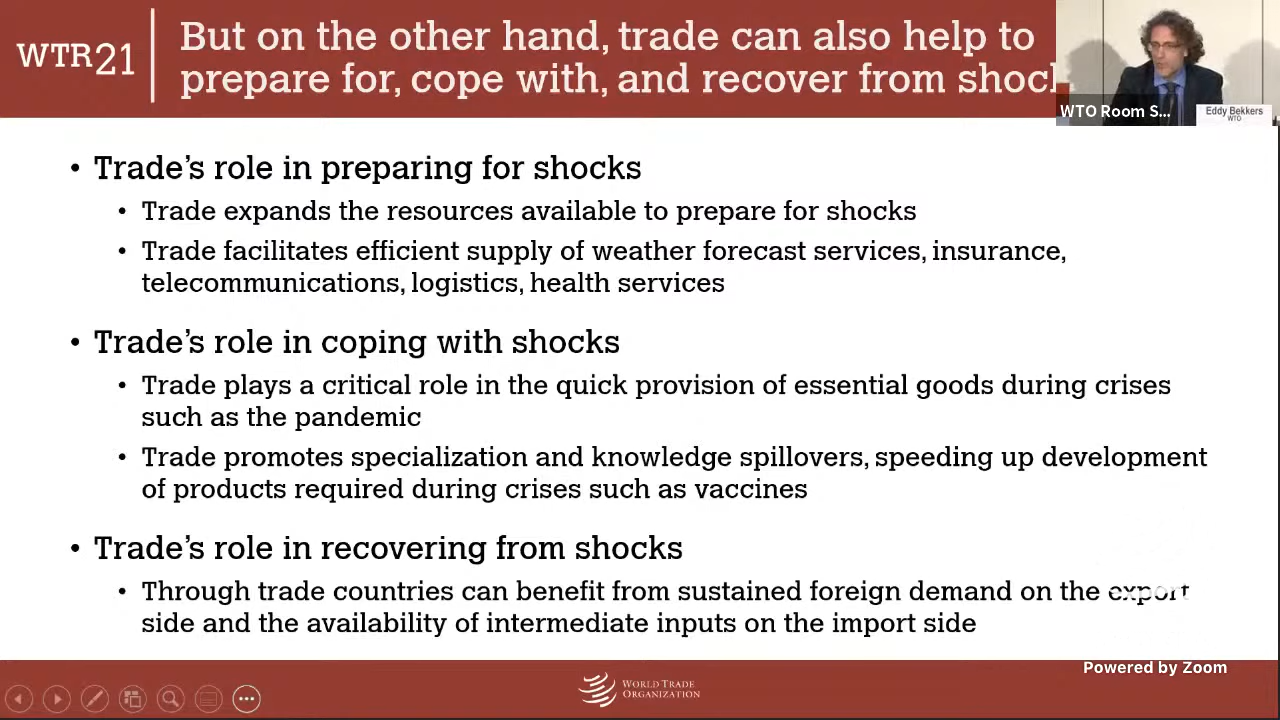 WTR21
But on the other hand, trade can also help to
prepare for, cope with, and recover from
WTO Room S...
Eddy Bekkers
WTO
• Trade's role in preparing for shocks
• Trade expands the resources available to prepare for shocks
• Trade facilitates efficient supply of weather forecast services, insurance,
telecommunications, logistics, health services
• Trade's role in coping with shocks
• Trade plays a critical role in the quick provision of essential goods during crises
such as the pandemic
• Trade promotes specialization and knowledge spillovers, speeding up development
of products required during crises such as vaccines
• Trade's role in recovering from shocks
• Through trade countries can benefit from sustained foreign demand on the export
side and the availability of intermediate inputs on the import side
Powered by Zoom
WORLD TRADE
ORGANIZATION